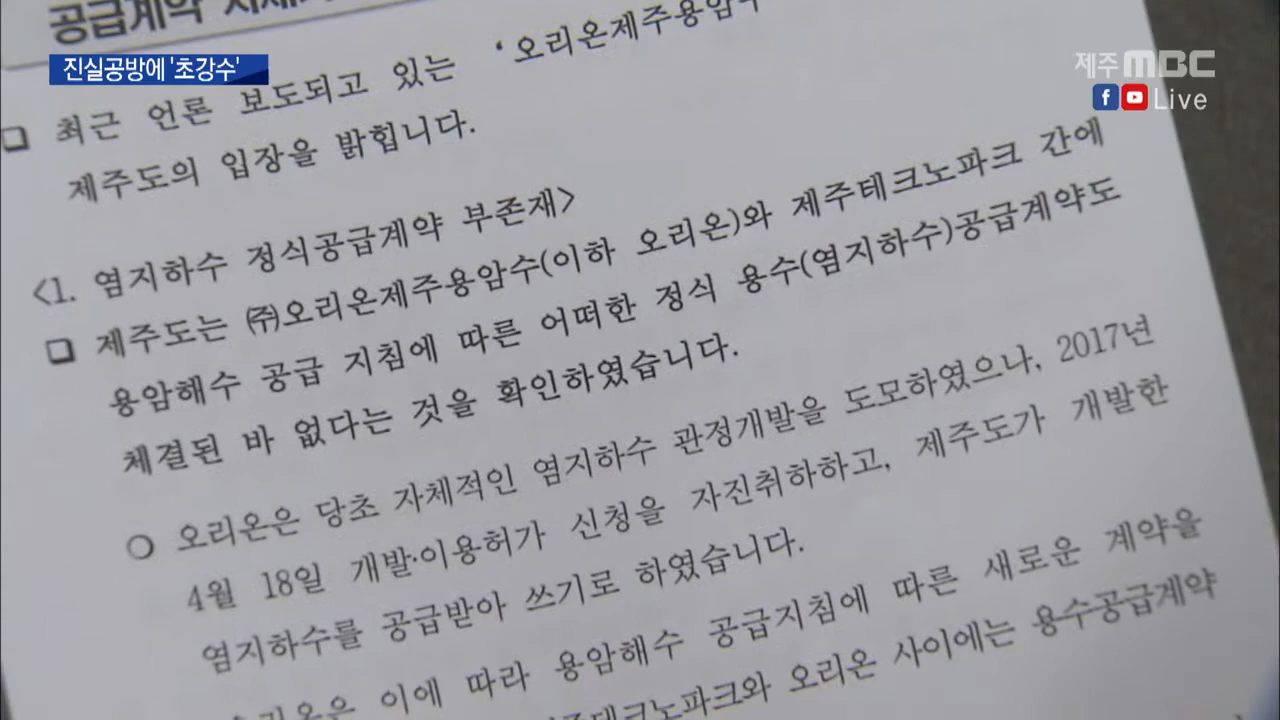 공급계약
진실공방에 '초강수'
제주MBC
Live
❑ 최근 언론 보도되고 있는 '오리온제주용암수
제주도의 입장을 밝힙니다.
<1. 염지하수 정식공급계약 부존재>
❑ 제주도는 ㈜오리온제주용암수(이하 오리온)와 제주테크노파크 간에
용암해수 공급 지침에 따른 어떠한 정식 용수(염지하수)공급계약도
체결된 바 없다는 것을 확인하였습니다.
○ 오리온은 당초 자체적인 염지하수 관정개발을 도모하였으나, 2017년
4월 18일 개발·이용허가 신청을 자진취하하고, 제주도가 개발한
염지하수를 공급받아 쓰기로 하였습니다.
이에 따라 용암해수 공급지침에 따른 새로운 계약을
오리온 사이에는 용수공급계약